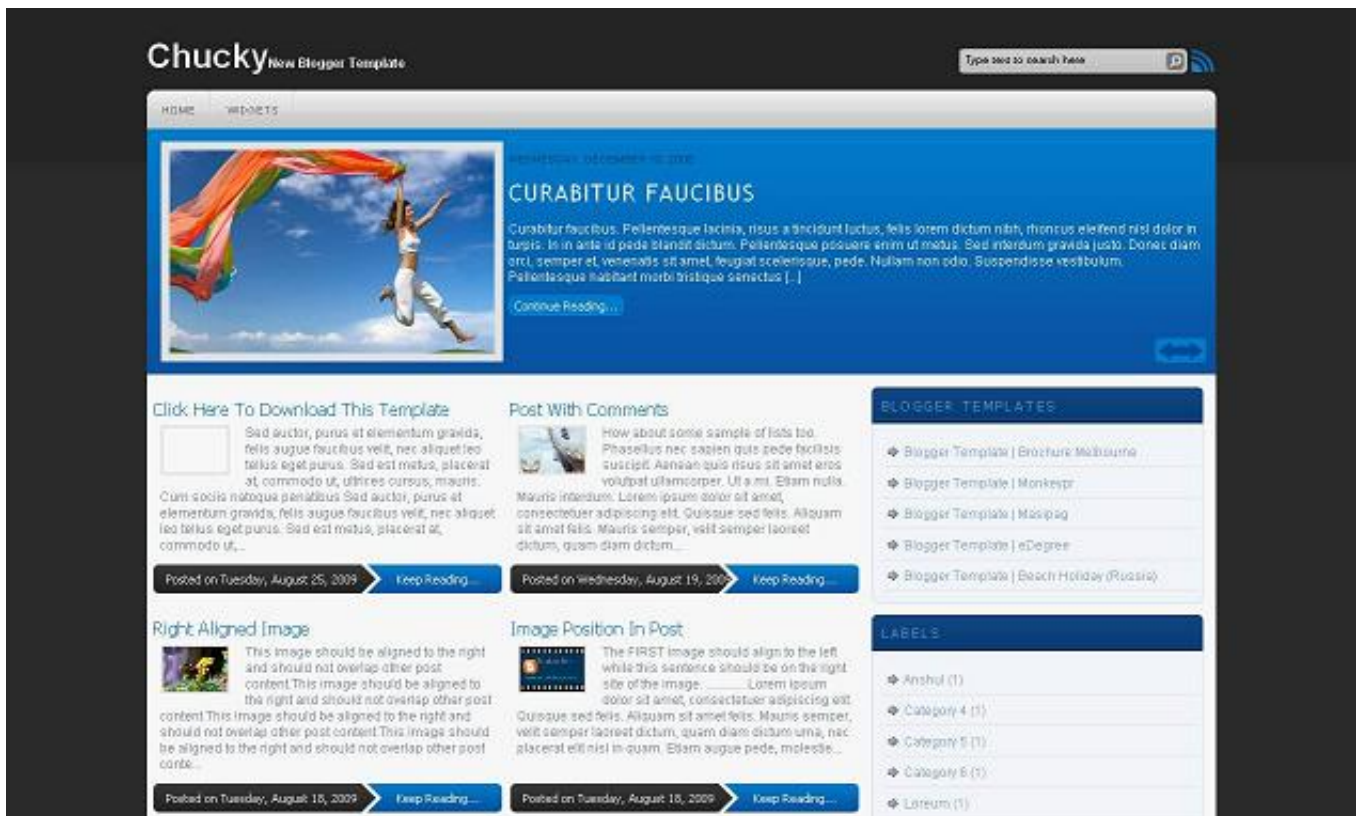 Chucky New Blogger Template
Type text to search here
HOME WIDGETS
WEDNESDAY, DECEMBER
CURABITUR FAUCIBUS
Curabitur faucibus. Pellentesque lacinia, risus a tincidunt luctus, felis lorem dictum nibh, rhoncus eleifend nisl dolor in
turpis. In in ante id pede blandit dictum. Pellentesque posuere enim ut metus. Sed interdum gravida justo. Donec diam
orci, semper et, venenatis sit amet, feugiat scelerisque, pede. Nullam non odio. Suspendisse vestibulum.
Pellentesque habitant morbi tristique senectus [...]
Continue Reading...
Click Here To Download This Template
Sed auctor, purus et elementum gravida,
felis augue faucibus velit, nec aliquet leo
tellus eget purus. Sed est metus, placerat
at, commodo ut, ultrices cursus, mauris.
Cum sociis natoque penatibus Sed auctor, purus et
elementum gravida, felis augue faucibus velit, nec aliquet
leo tellus eget purus. Sed est metus, placerat at,
commodo ut,...
Posted on Tuesday, August 25, 2009 Keep Reading...
Post With Comments
How about some sample of lists too.
Phasellus nec sapien quis pede facilisis
suscipit. Aenean quis risus sit amet eros
volutpat ullamcorper. Ut a mi. Etiam nulla.
Mauris interdum. Lorem ipsum dolor sit amet,
consectetuer adipiscing elit. Quisque sed felis. Aliquam
sit amet felis. Mauris semper, velit semper laoreet
dictum, quam diam dictum...
Posted on Wednesday, August 19, 2009 Keep Reading...
Right Aligned Image
This image should be aligned to the right
and should not overlap other post
content.This image should be aligned to
the right and should not overlap other post
content.This image should be aligned to the right and
should not overlap other post content.This image should
be aligned to the right and should not overlap other post
conte...
Posted on Tuesday, August 18, 2009 Keep Reading...
Image Position In Post
The FIRST image should align to the left
while this sentence should be on the right
site of the image. ______Lorem ipsum
dolor sit amet, consectetuer adipiscing elit.
Quisque sed felis. Aliquam sit amet felis. Mauris semper,
velit semper laoreet dictum, quam diam dictum urna, nec
placerat elit nisl in quam. Etiam augue pede, molestie...
Posted on Tuesday, August 18, 2009 Keep Reading...
BLOGGER TEMPLATES
Blogger Template | Brochure Melbourne
Blogger Template | Monkeypr
Blogger Template | Masipag
Blogger Template | eDegree
Blogger Template | Beach Holiday (Russia)
LABELS
Anshul (1)
Category 4 (1)
Category 5 (1)
Category 6 (1)
Loreum (1)